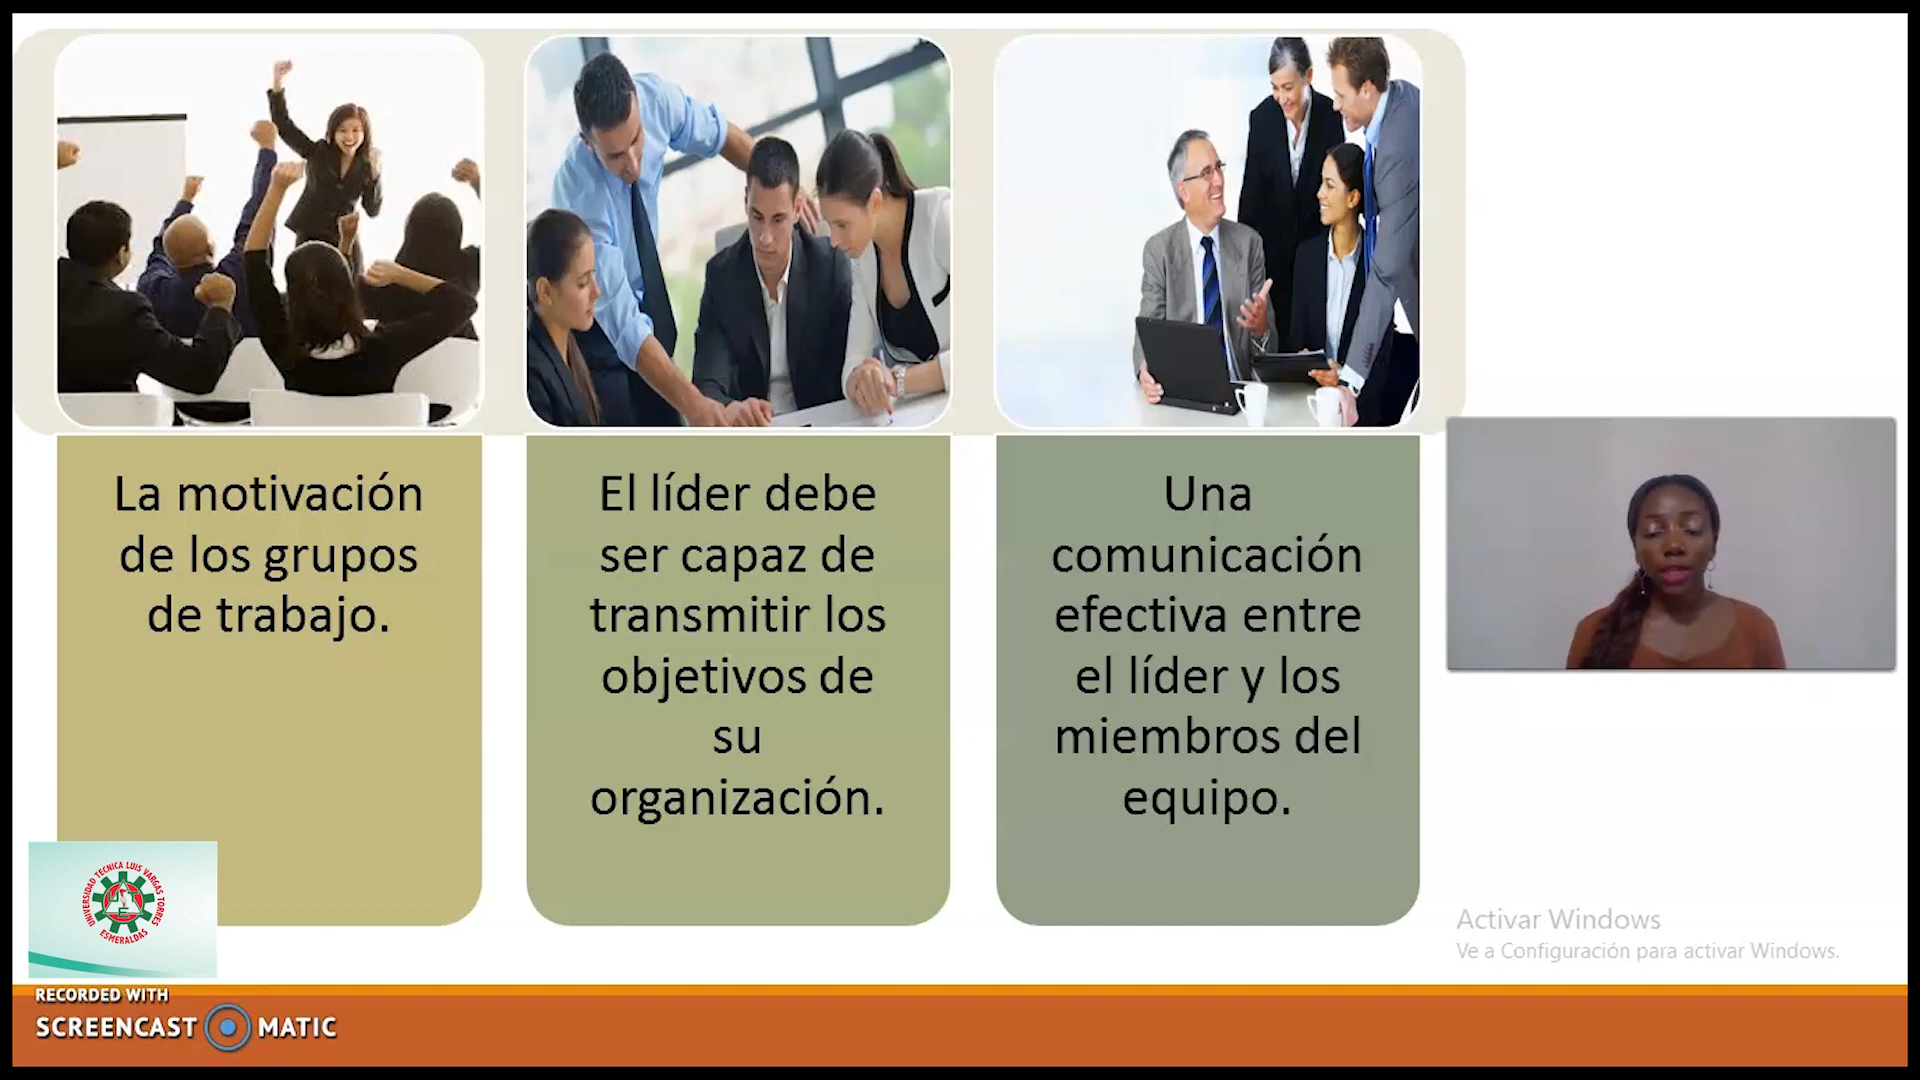 La motivación
de los grupos
de trabajo.
El líder debe
ser capaz de
transmitir los
objetivos de
su
organización.
Una
comunicación
efectiva entre
el líder y los
miembros del
equipo.
UNIVERSIDAD TECNICA LUIS VARGAS TORRES
ESMERALDAS
Activar Windows
Ve a Configuración para activar Windows.
RECORDED WITH
SCREENCAST MATIC